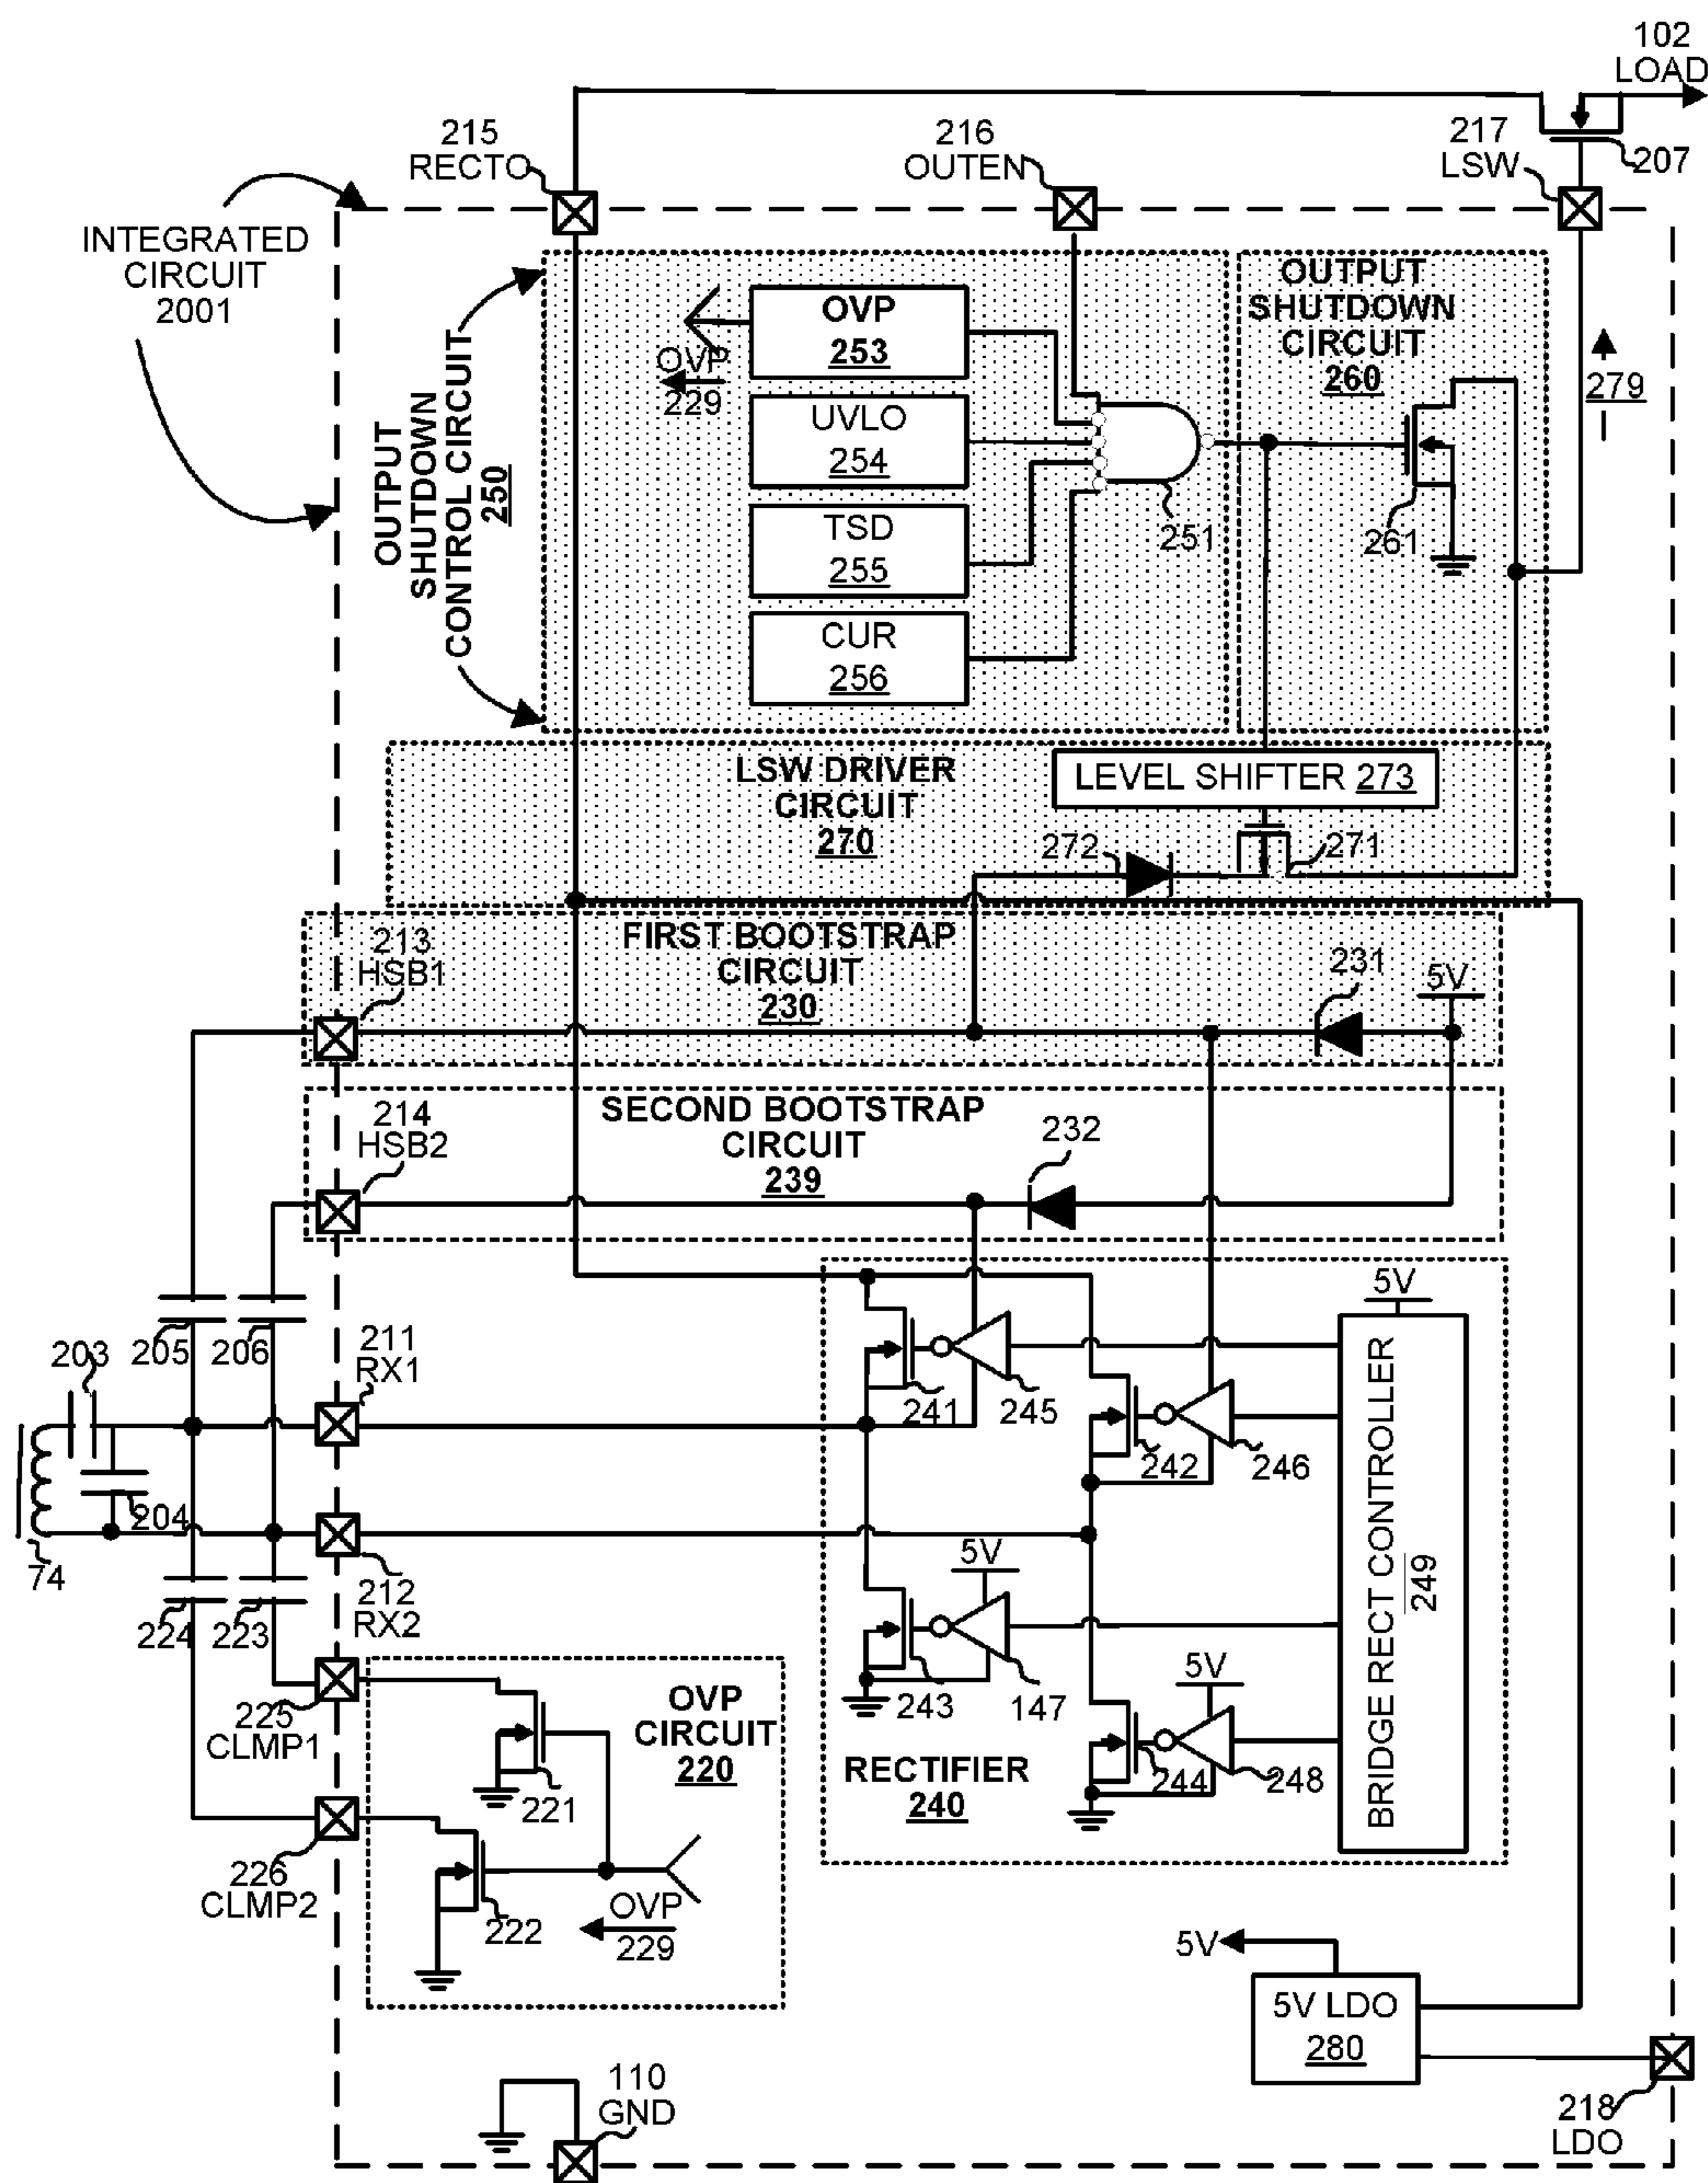 102
LOAD
215
RECTO
216
OUTEN
217
LSW
207
INTEGRATED
CIRCUIT
2001
OUTPUT
SHUTDOWN
CONTROL CIRCUIT
250
OVP
253
OVP
229
UVLO
254
TSD
255
CUR
256
251
OUTPUT
SHUTDOWN
CIRCUIT
260
261
279
LSW DRIVER
CIRCUIT
270
LEVEL SHIFTER 273
272
271
FIRST BOOTSTRAP
CIRCUIT
230
213
HSB1
231
5V
SECOND BOOTSTRAP
CIRCUIT
239
214
HSB2
232
205
206
203
204
74
211
RX1
212
RX2
224
223
241
245
242
246
5V
BRIDGE RECT CONTROLLER
249
5V
243
147
5V
244
248
RECTIFIER
240
225
CLMP1
226
CLMP2
OVP
CIRCUIT
220
221
222
OVP
229
5V
5V LDO
280
110
GND
218
LDO